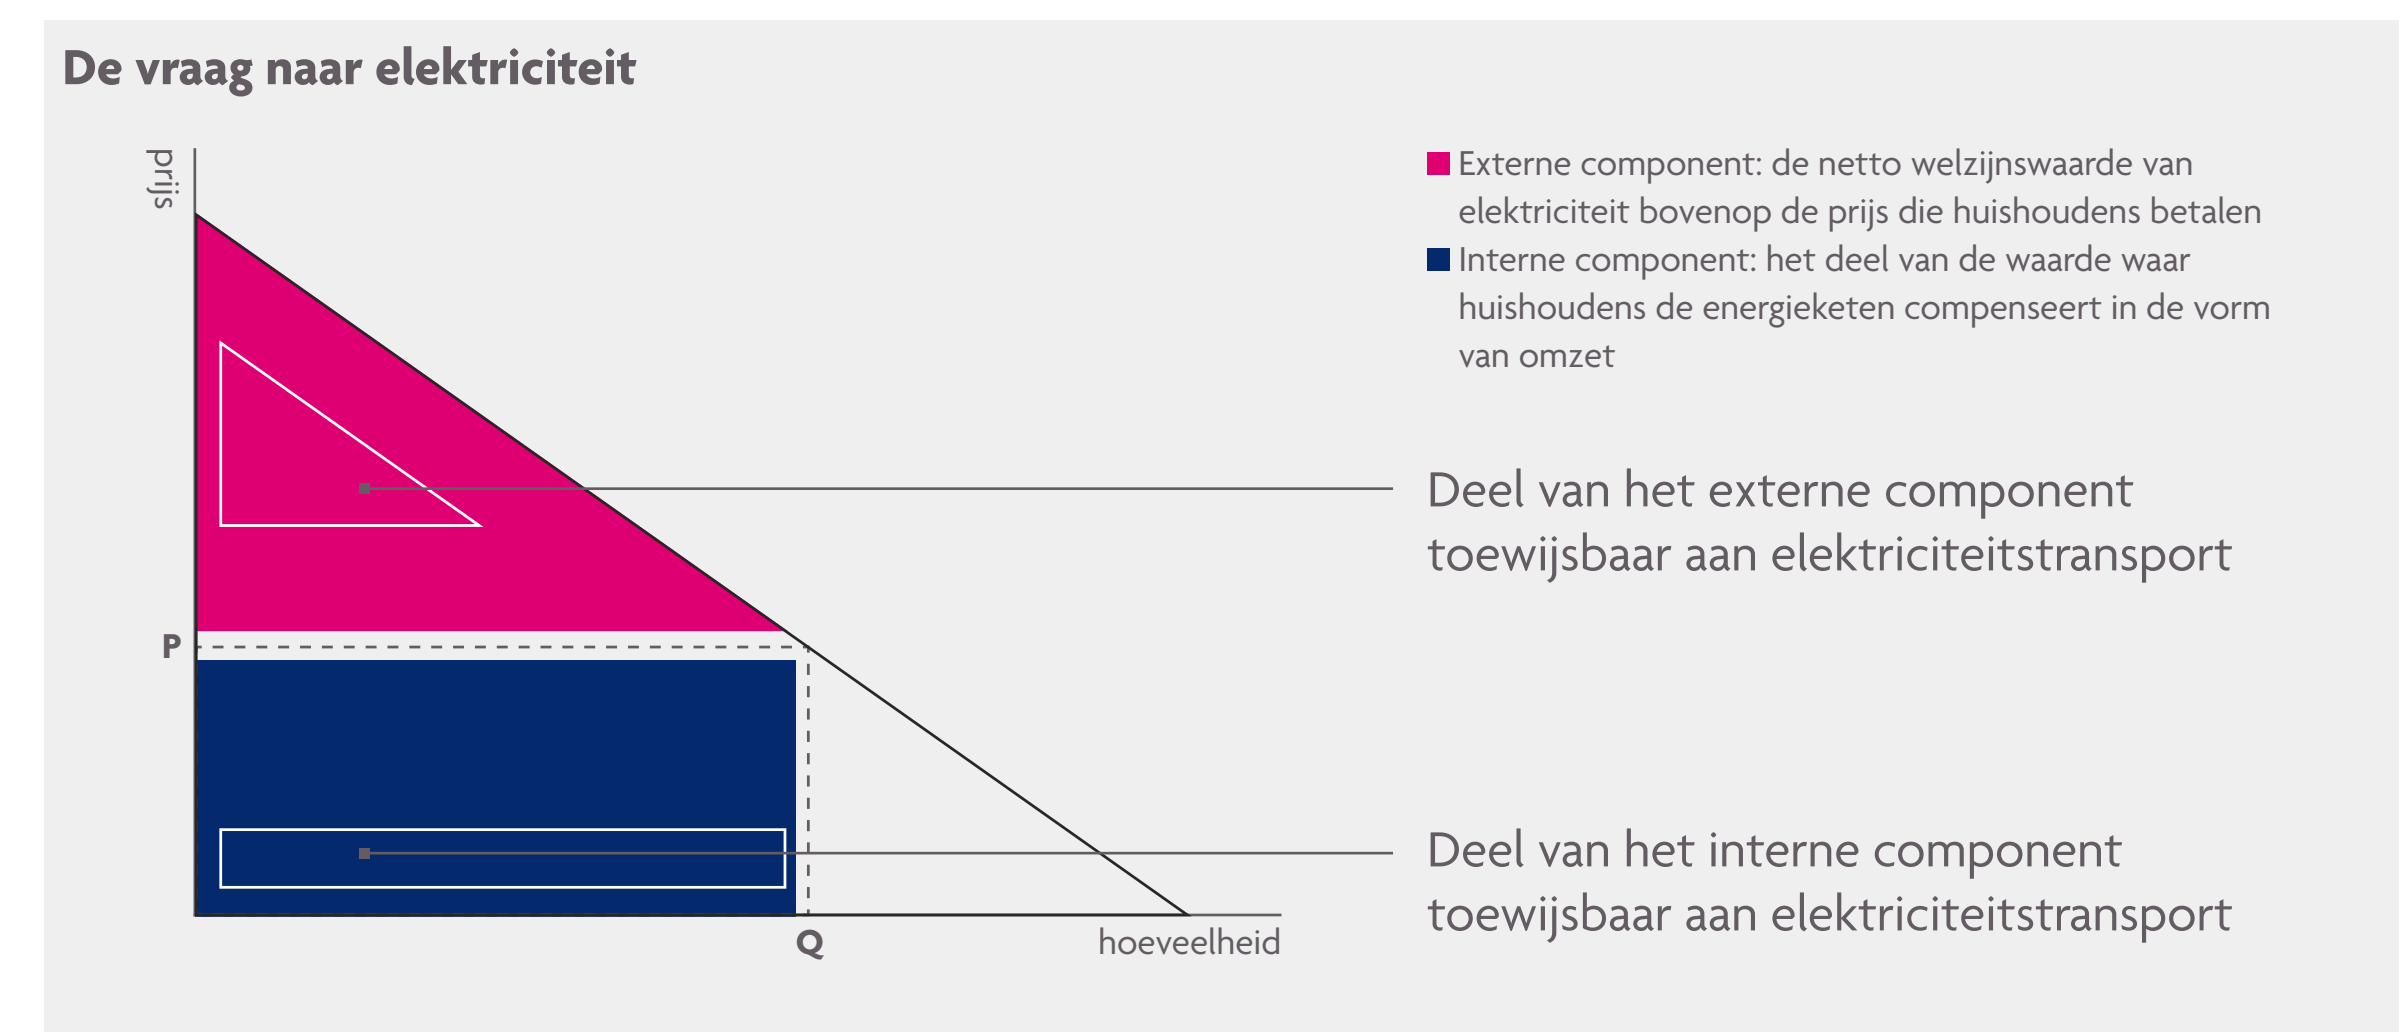 De vraag naar elektriciteit
prijs
Externe component: de netto welzijnswaarde van
elektriciteit bovenop de prijs die huishoudens betalen
Interne component: het deel van de waarde waar
huishoudens de energieketen compenseert in de vorm
van omzet
Deel van het externe component
toewijsbaar aan elektriciteitstransport
P
Deel van het interne component
toewijsbaar aan elektriciteitstransport
Q
hoeveelheid